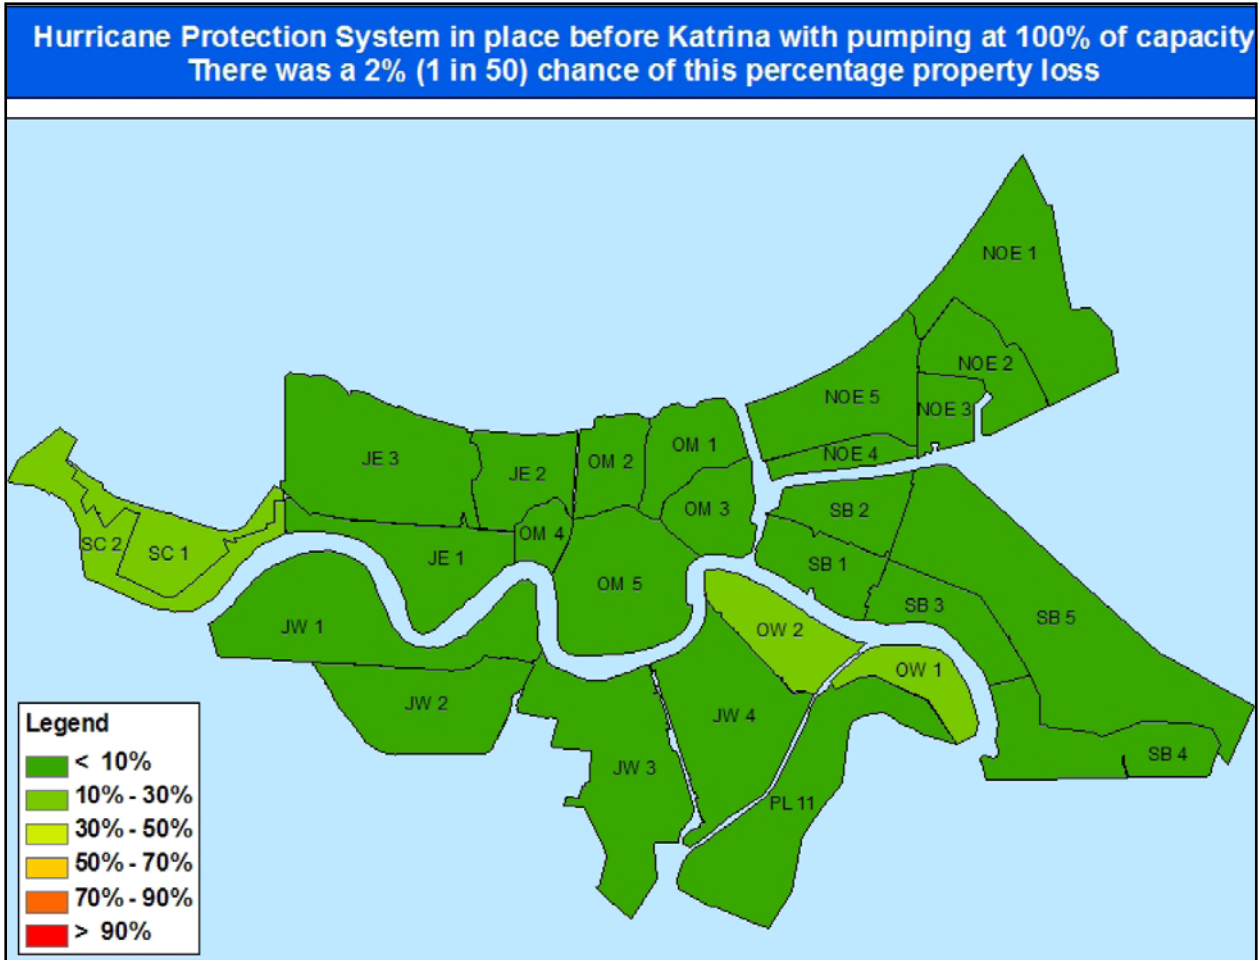 Hurricane Protection System in place before Katrina with pumping at 100% of capacity
There was a 2% (1 in 50) chance of this percentage property loss
NOE 1
NOE 2
NOE 5
NOE 3
NOE 4
OM 1
OM 2
JE 3
JE 2
OM 3
SB 2
OM 4
SC 2
SC 1
JE 1
SB 1
OM 5
SB 3
SB 5
JW 1
OW 2
OW 1
JW 2
JW 4
SB 4
JW 3
PL 11
Legend
< 10%
10% - 30%
30% - 50%
50% - 70%
70% - 90%
> 90%